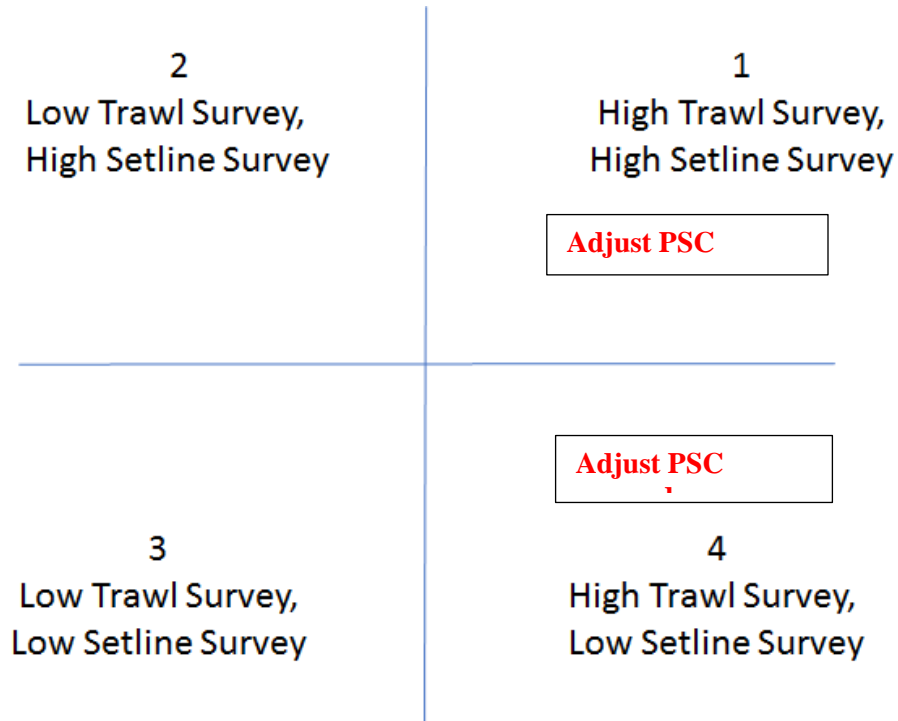 2
Low Trawl Survey,
High Setline Survey
1
High Trawl Survey,
High Setline Survey
Adjust PSC
Adjust PSC
3
Low Trawl Survey,
Low Setline Survey
4
High Trawl Survey,
Low Setline Survey